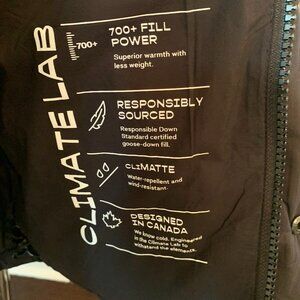 CLIMATE LAB
700+
700+ FILL
POWER
Superior warmth with
less weight.
RESPONSIBLY
SOURCED
Responsible Down
Standard certified
goose-down fill.
CLIMATTE
Water-repellent and
wind-resistant.
DESIGNED
IN CANADA
We know cold. Engineered
in the Climate Lab to
withstand the elements.